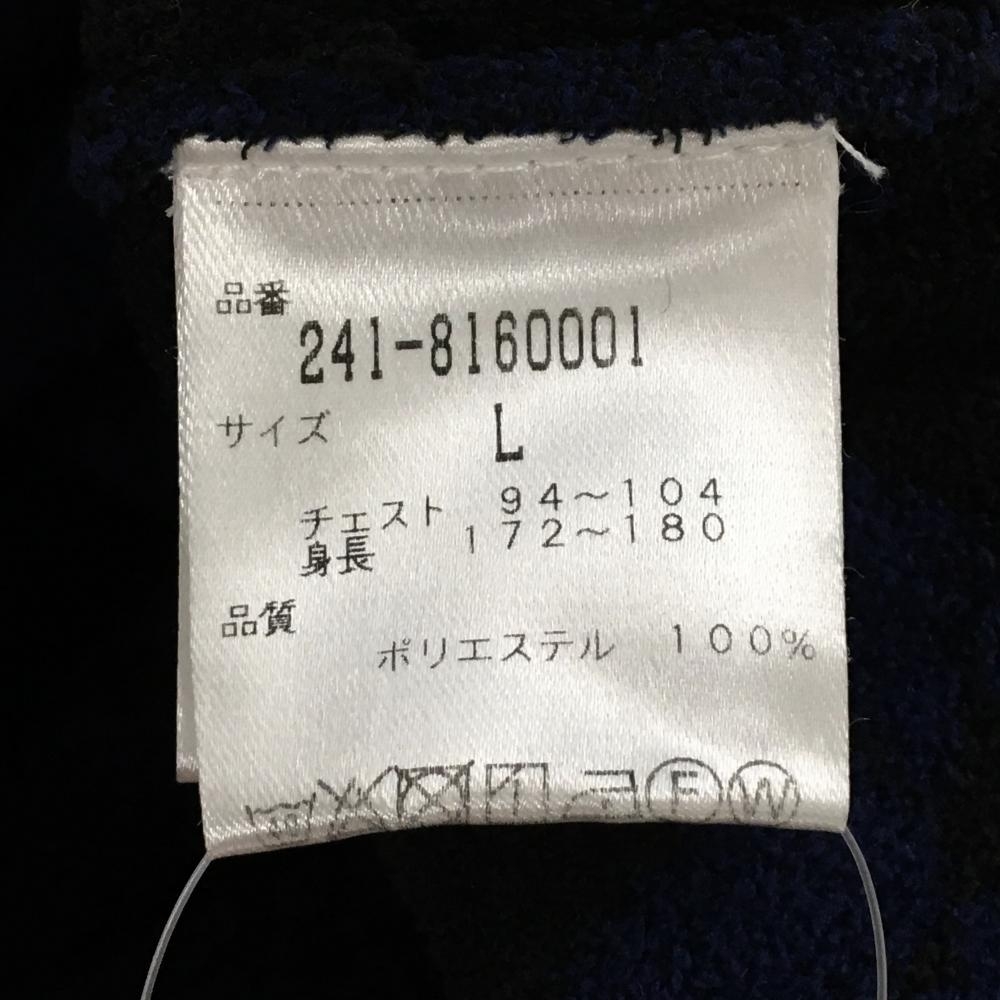 品番
241-8160001
サイズ
L
チェスト 94～104
身長 172～180
品質
ポリエステル 100%
F W